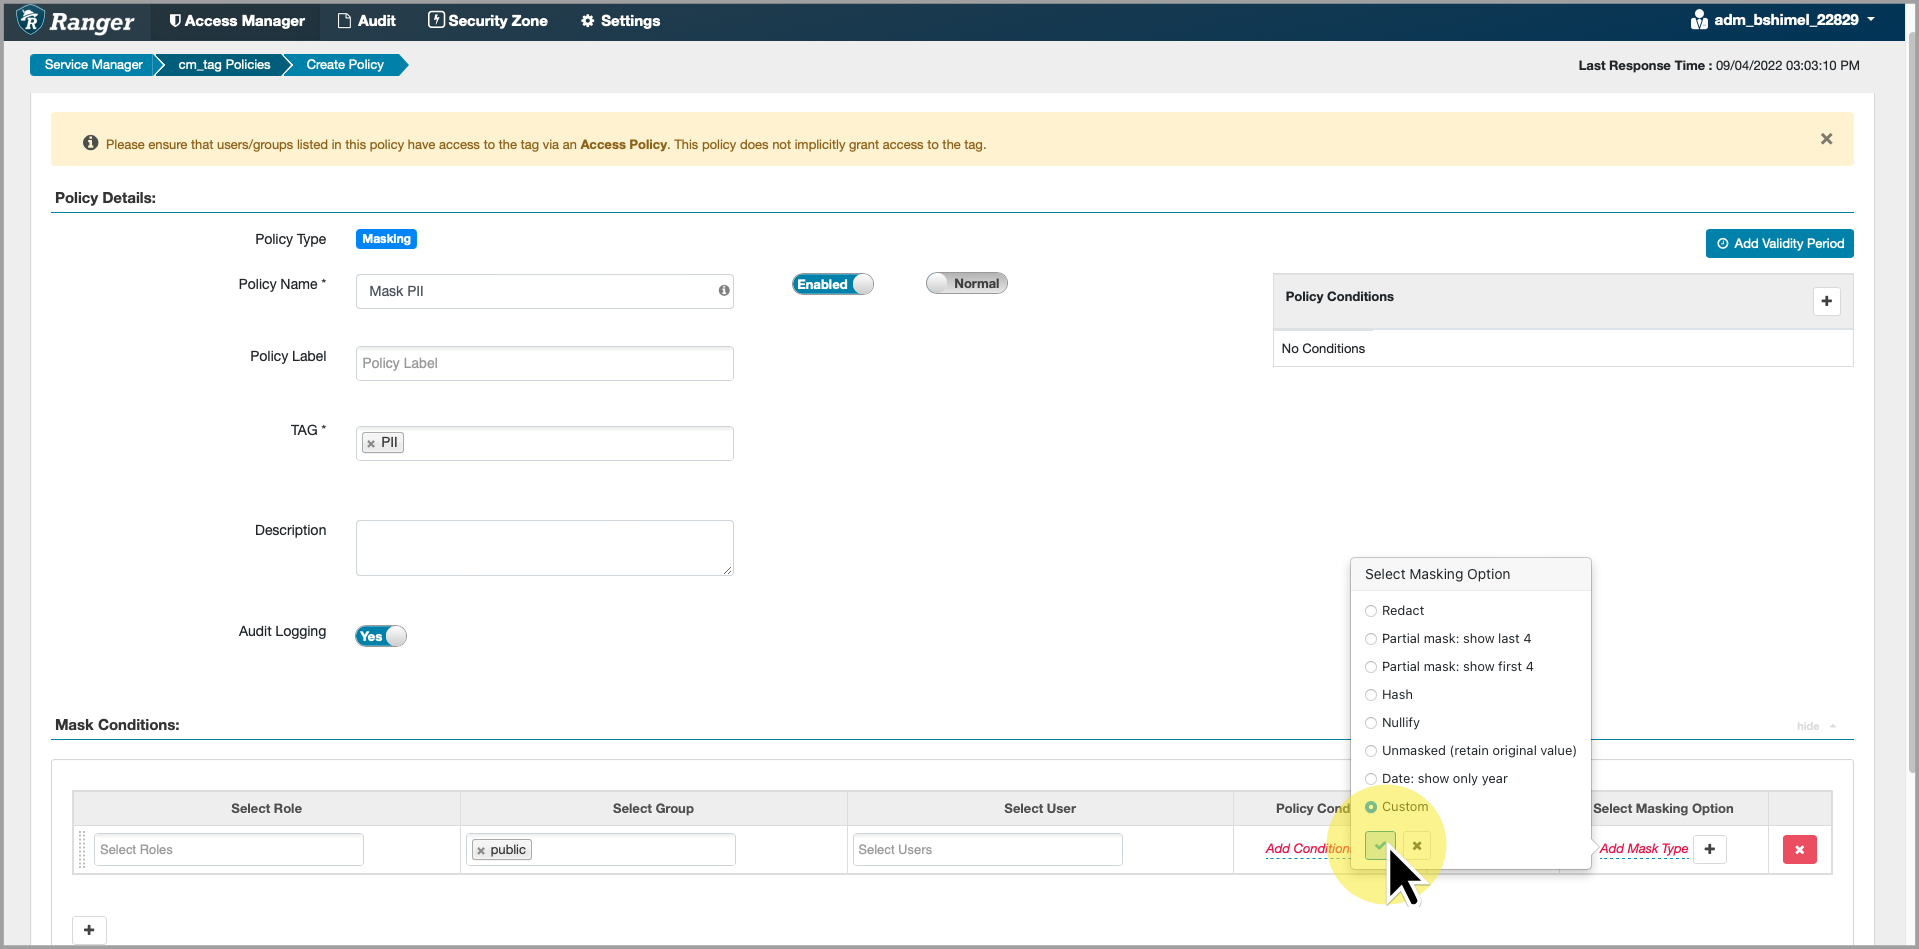 Ranger Access Manager Audit Security Zone Settings adm_bshimel_22829
Service Manager cm_tag Policies Create Policy Last Response Time : 09/04/2022 03:03:10 PM
Please ensure that users/groups listed in this policy have access to the tag via an Access Policy. This policy does not implicitly grant access to the tag.
Policy Details:
Policy Type Masking
Add Validity Period
Policy Name * Mask PII Enabled Normal
Policy Conditions
No Conditions
Policy Label Policy Label
TAG * PII
Description
Audit Logging Yes
Select Masking Option
Redact
Partial mask: show last 4
Partial mask: show first 4
Hash
Nullify
Unmasked (retain original value)
Date: show only year
Custom
Mask Conditions:
hide
Select Role Select Group Select User Policy Cond Select Masking Option
Select Roles public Select Users Add Condition Add Mask Type